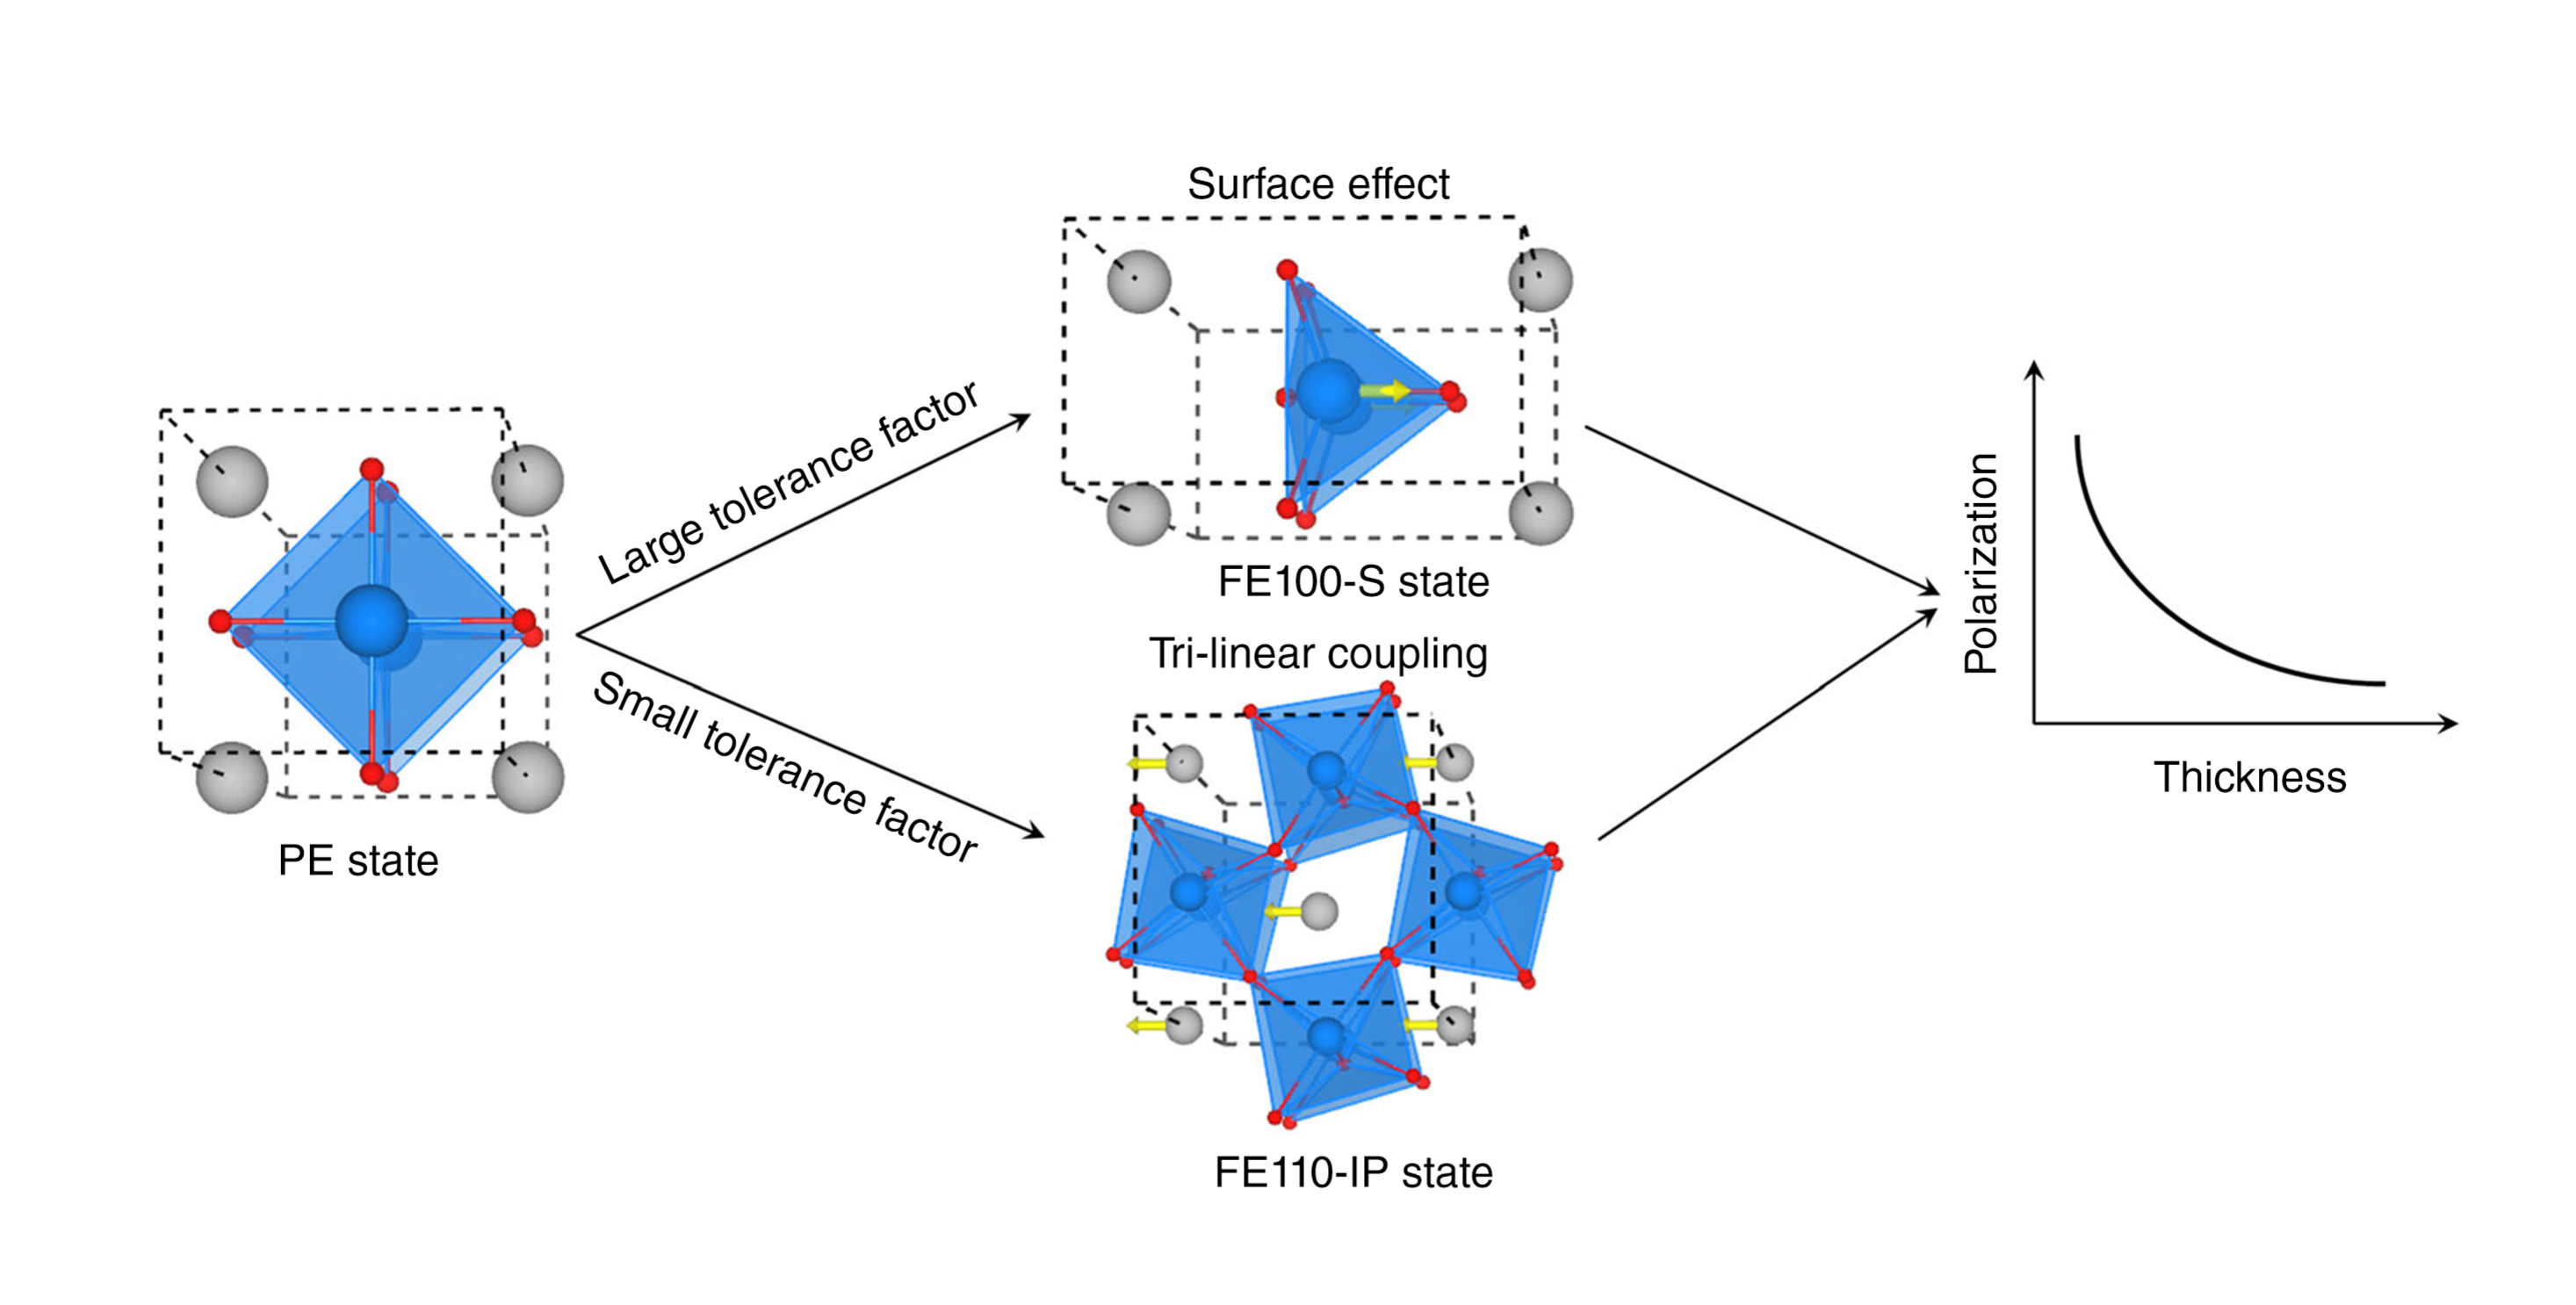 PE state
Large tolerance factor
Small tolerance factor
Surface effect
FE100-S state
Tri-linear coupling
FE110-IP state
Polarization
Thickness